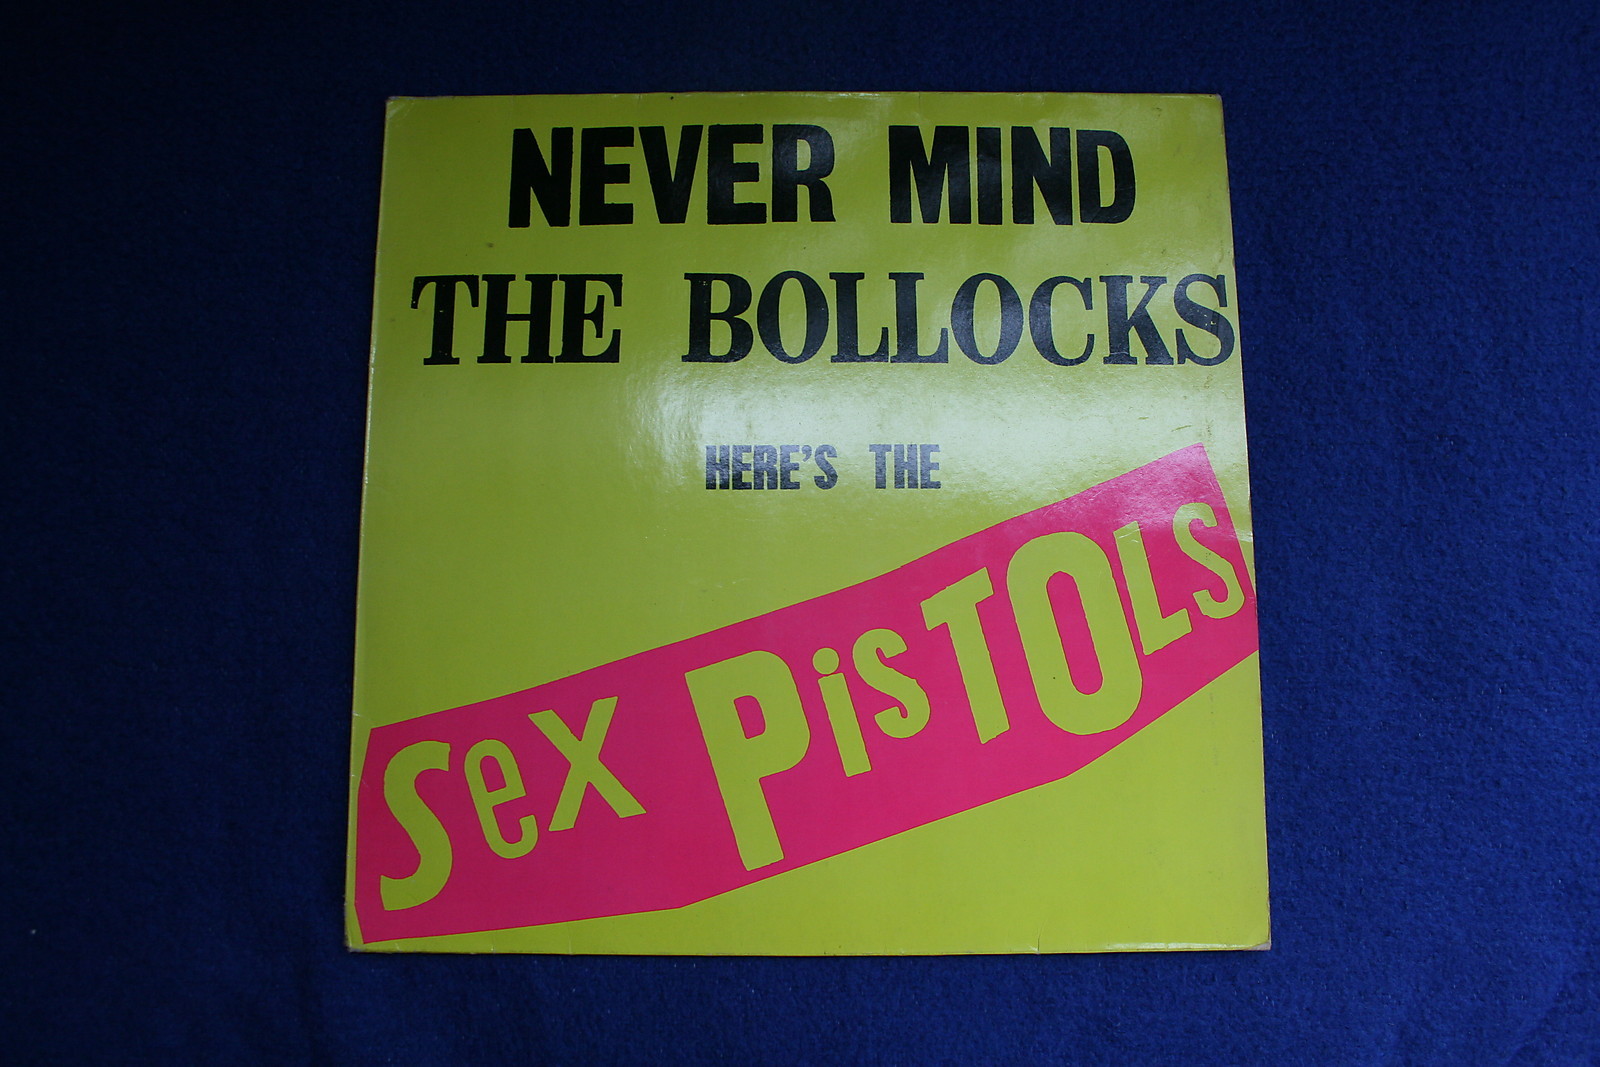 NEVER MIND
THE BOLLOCKS
HERE'S THE
SeX PiSTOLS